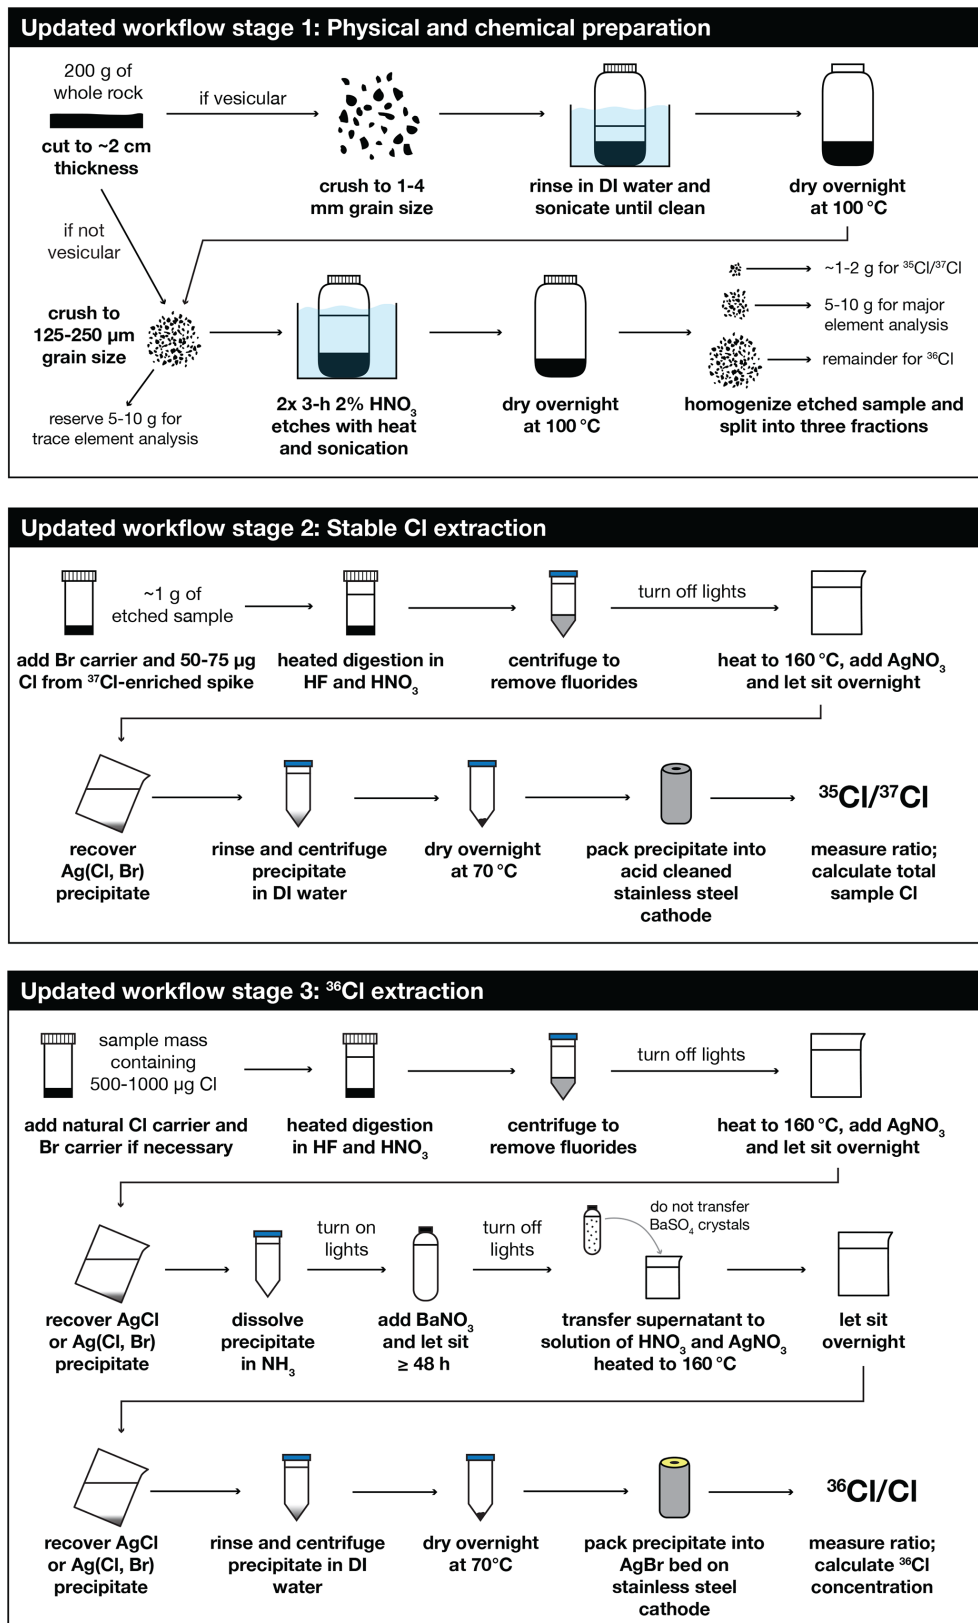 Updated workflow stage 1: Physical and chemical preparation
200 g of
whole rock
cut to ~2 cm
thickness
if vesicular
crush to 1-4
mm grain size
rinse in DI water and
sonicate until clean
dry overnight
at 100 °C
if not
vesicular
crush to
125-250 µm
grain size
reserve 5-10 g for
trace element analysis
2x 3-h 2% HNO₃
etches with heat
and sonication
dry overnight
at 100 °C
~1-2 g for ³⁵Cl/³⁷Cl
5-10 g for major
element analysis
remainder for ³⁶Cl
homogenize etched sample and
split into three fractions
Updated workflow stage 2: Stable Cl extraction
~1 g of
etched sample
add Br carrier and 50-75 µg
Cl from ³⁷Cl-enriched spike
heated digestion in
HF and HNO₃
centrifuge to
remove fluorides
turn off lights
heat to 160 °C, add AgNO₃
and let sit overnight
recover
Ag(Cl, Br)
precipitate
rinse and centrifuge
precipitate
in DI water
dry overnight
at 70 °C
pack precipitate into
acid cleaned
stainless steel
cathode
³⁵Cl/³⁷Cl
measure ratio;
calculate total
sample Cl
Updated workflow stage 3: ³⁶Cl extraction
sample mass
containing
500-1000 µg Cl
add natural Cl carrier and
Br carrier if necessary
heated digestion
in HF and HNO₃
centrifuge to
remove fluorides
turn off lights
heat to 160 °C, add AgNO₃
and let sit overnight
recover AgCl
or Ag(Cl, Br)
precipitate
dissolve
precipitate
in NH₃
turn on
lights
add BaNO₃
and let sit
≥ 48 h
turn off
lights
do not transfer
BaSO₄ crystals
transfer supernatant to
solution of HNO₃ and AgNO₃
heated to 160 °C
let sit
overnight
recover AgCl
or Ag(Cl, Br)
precipitate
rinse and centrifuge
precipitate in DI
water
dry overnight
at 70°C
pack precipitate into
AgBr bed on
stainless steel
cathode
³⁶Cl/Cl
measure ratio;
calculate ³⁶Cl
concentration